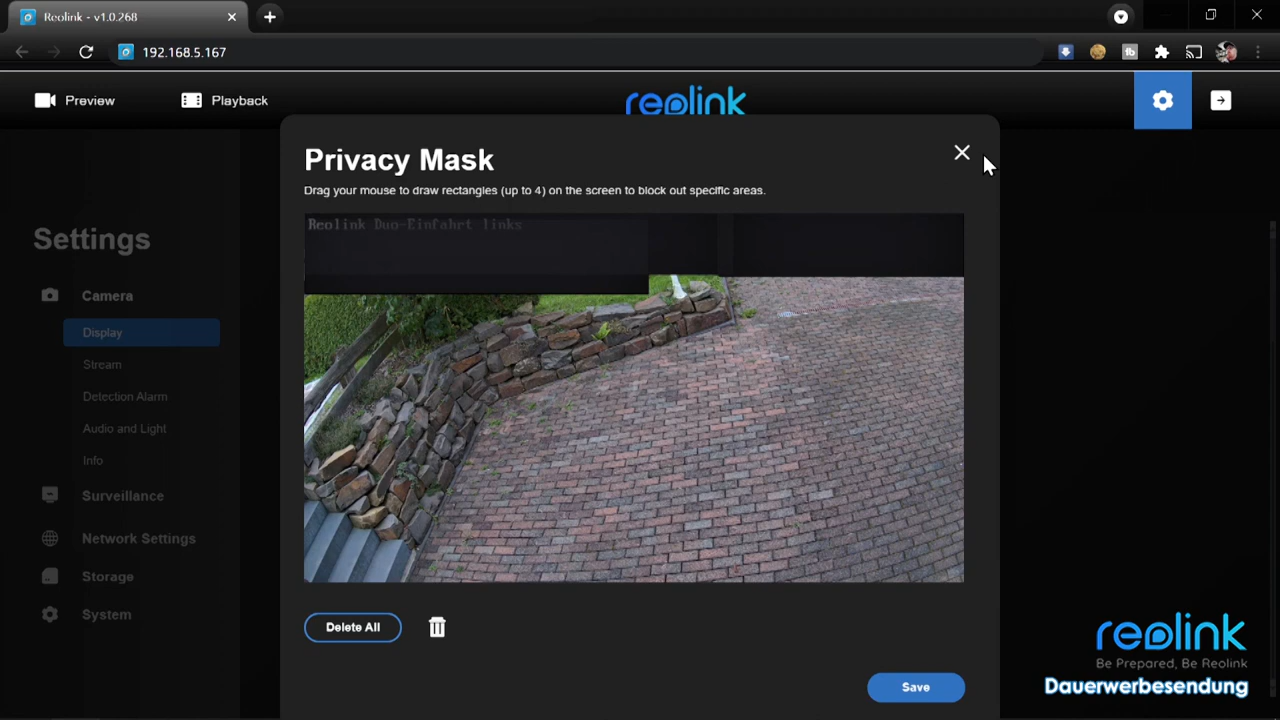 Reolink - v1.0.268
192.168.5.167
Preview
Playback
reolink
Privacy Mask
Drag your mouse to draw rectangles (up to 4) on the screen to block out specific areas.
Reolink Duo-Einfahrt links
Settings
Camera
Display
Stream
Detection Alarm
Audio and Light
Info
Surveillance
Network Settings
Storage
System
Delete All
Save
reolink
Be Prepared, Be Reolink
Dauerwerbesendung